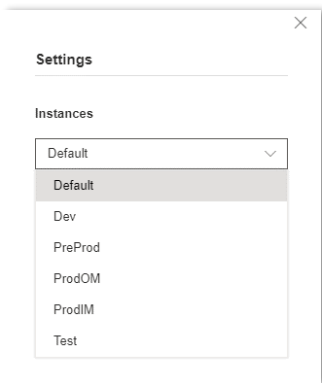 Settings
Instances
Default
Default
Dev
PreProd
ProdOM
ProdIM
Test